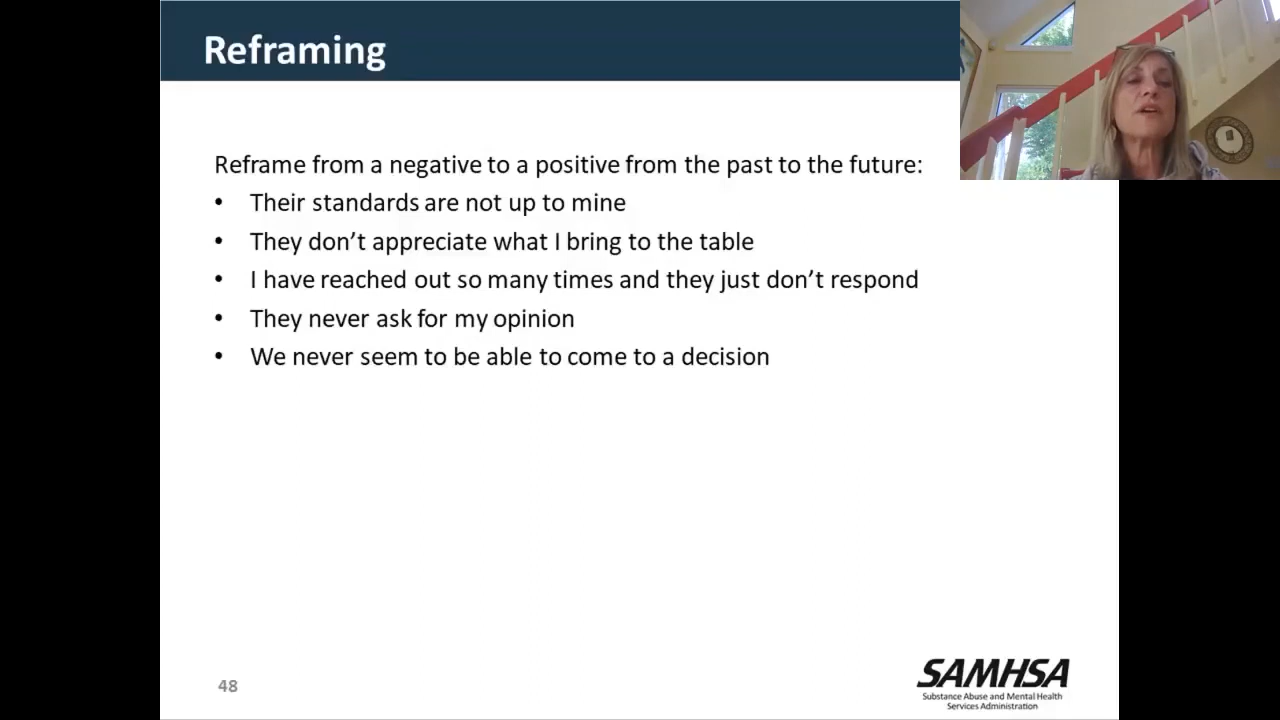 Reframing
Reframe from a negative to a positive from the past to the future:
• Their standards are not up to mine
• They don’t appreciate what I bring to the table
• I have reached out so many times and they just don’t respond
• They never ask for my opinion
• We never seem to be able to come to a decision
48
SAMHSA
Substance Abuse and Mental Health
Services Administration